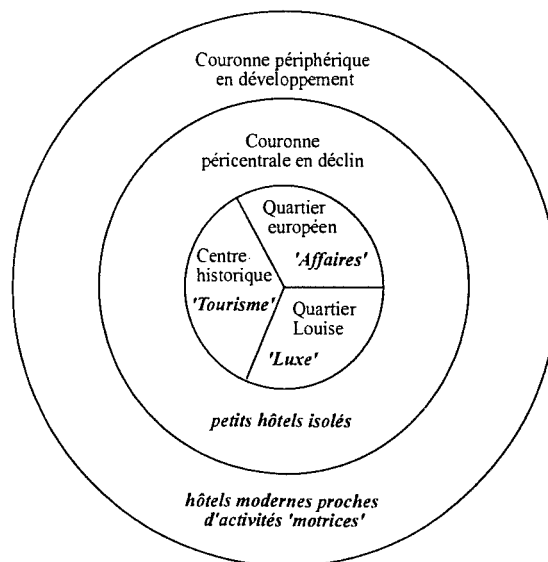 Couronne périphérique
en développement
Couronne
péricentrale en déclin
Quartier
européen
'Affaires'
Centre
historique
'Tourisme'
Quartier
Louise
'Luxe'
petits hôtels isolés
hôtels modernes proches
d'activités 'motrices'